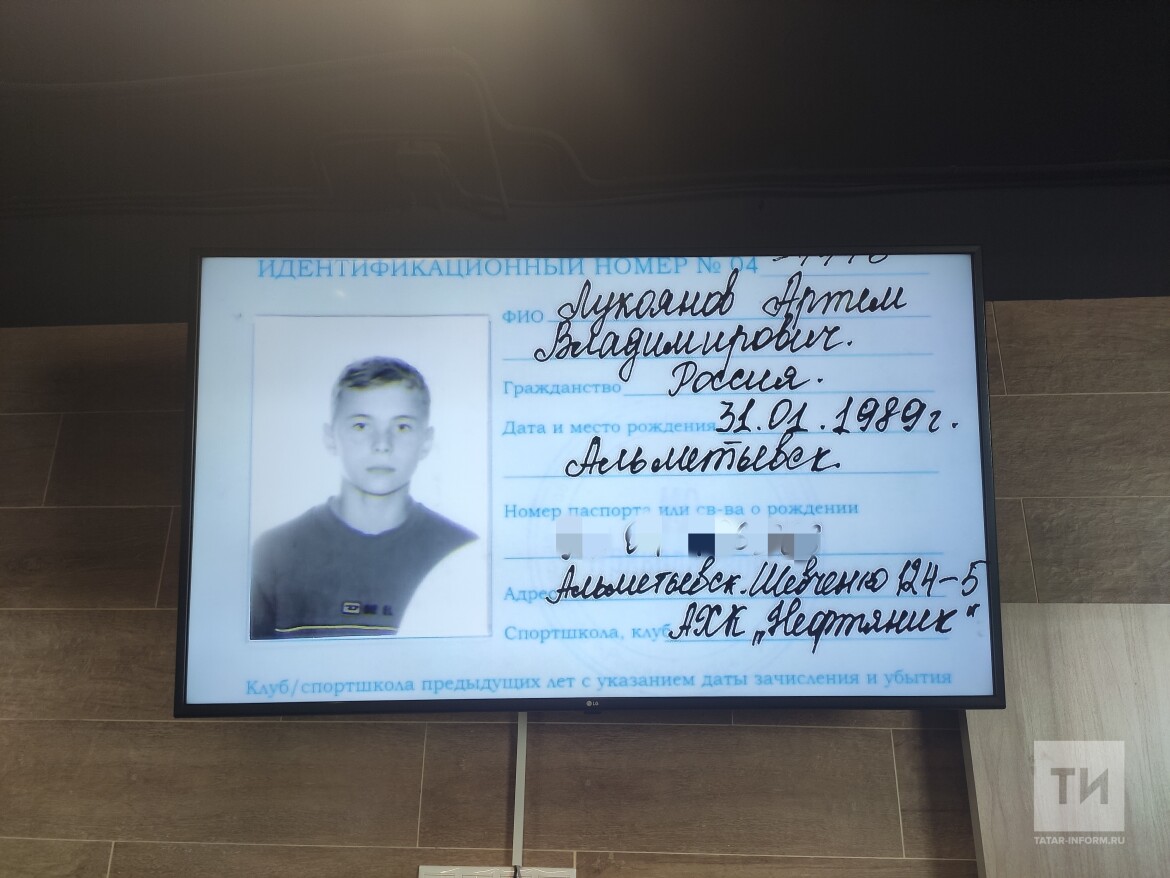 ИДЕНТИФИКАЦИОННЫЙ НОМЕР № 04
ФИО Лукоянов Артем
Владимирович.
Гражданство Россия.
Дата и место рождения 31.01.1989г.
Альметьевск.
Номер паспорта или св-ва о рождении
Адрес Альметьевск. Шевченко 124-5
Спортшкола, клуб АХК „Нефтяник"
Клуб/спортшкола предыдущих лет с указанием даты зачисления и убытия
LG
ТИ
TATAR-INFORM.RU